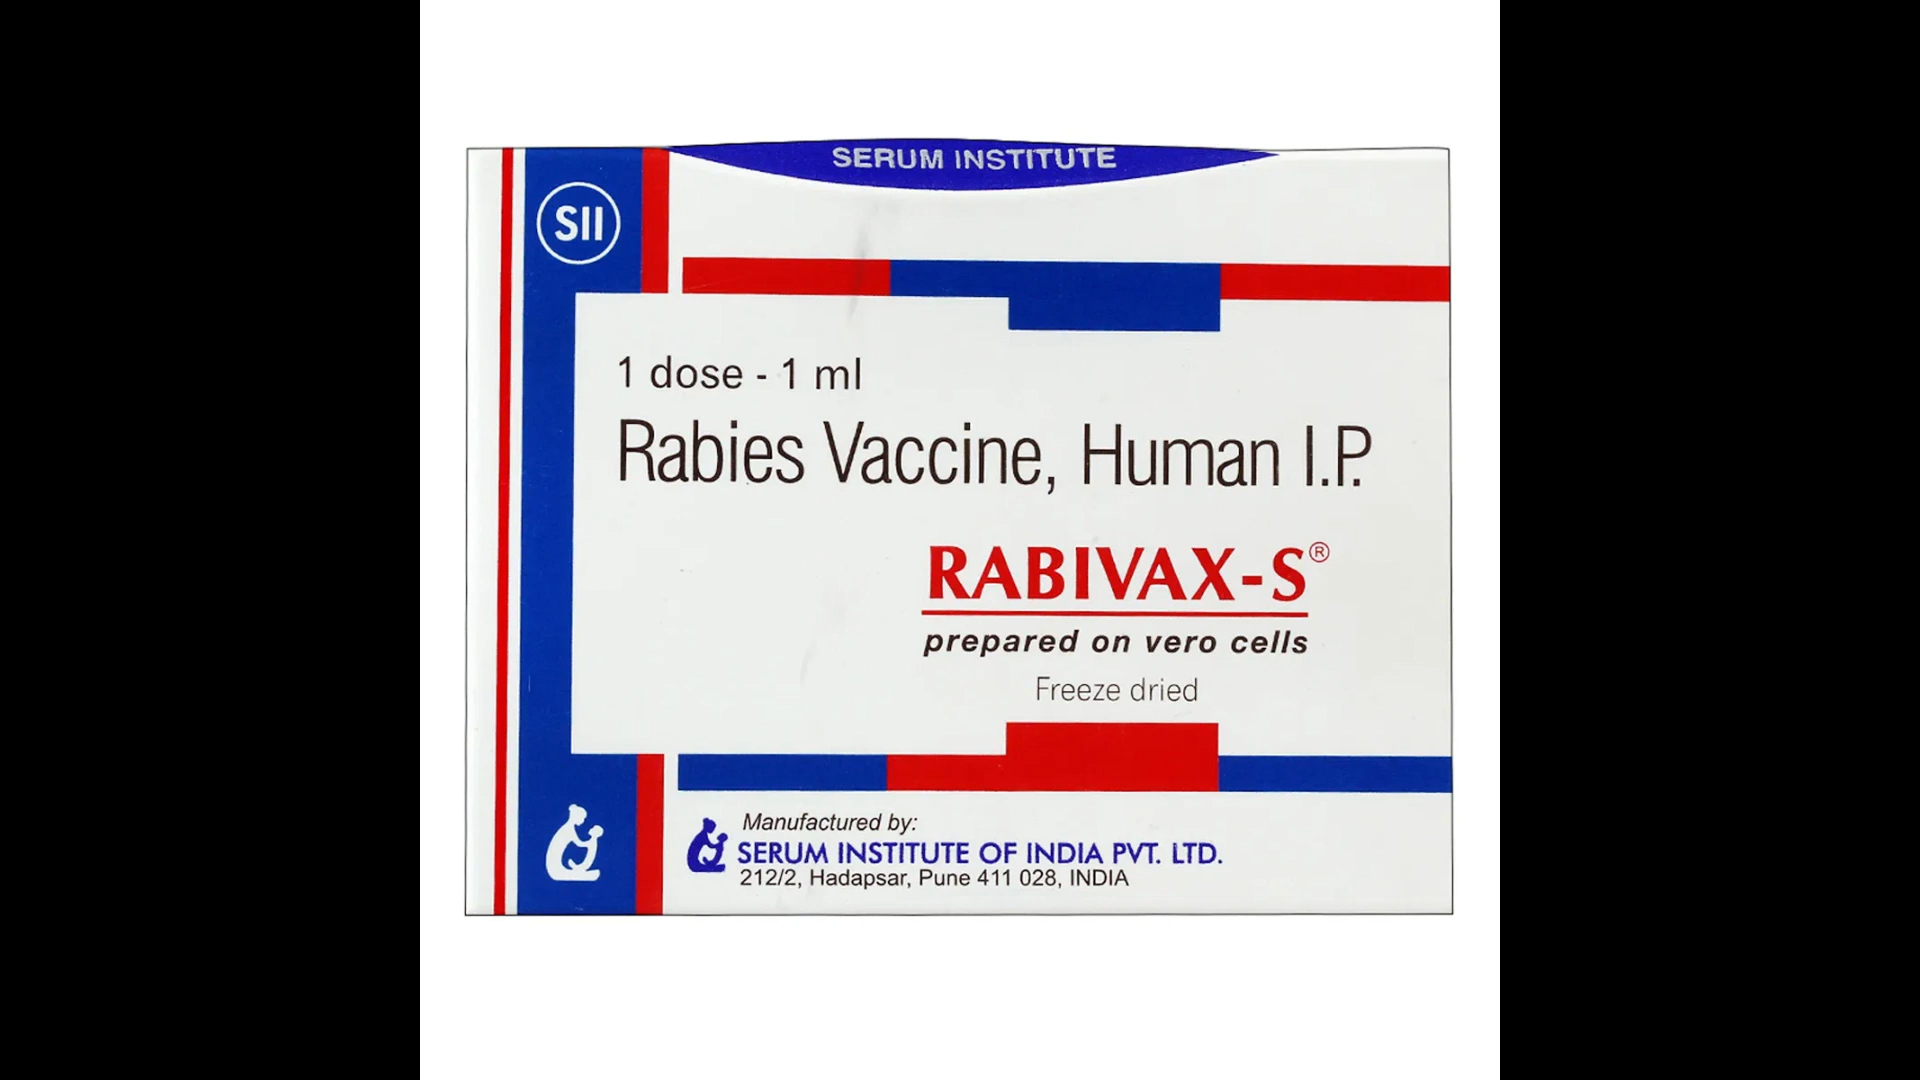 SERUM INSTITUTE
SII
1 dose - 1 ml
Rabies Vaccine, Human I.P.
RABIVAX-S®
prepared on vero cells
Freeze dried
Manufactured by:
SERUM INSTITUTE OF INDIA PVT. LTD.
212/2, Hadapsar, Pune 411 028, INDIA